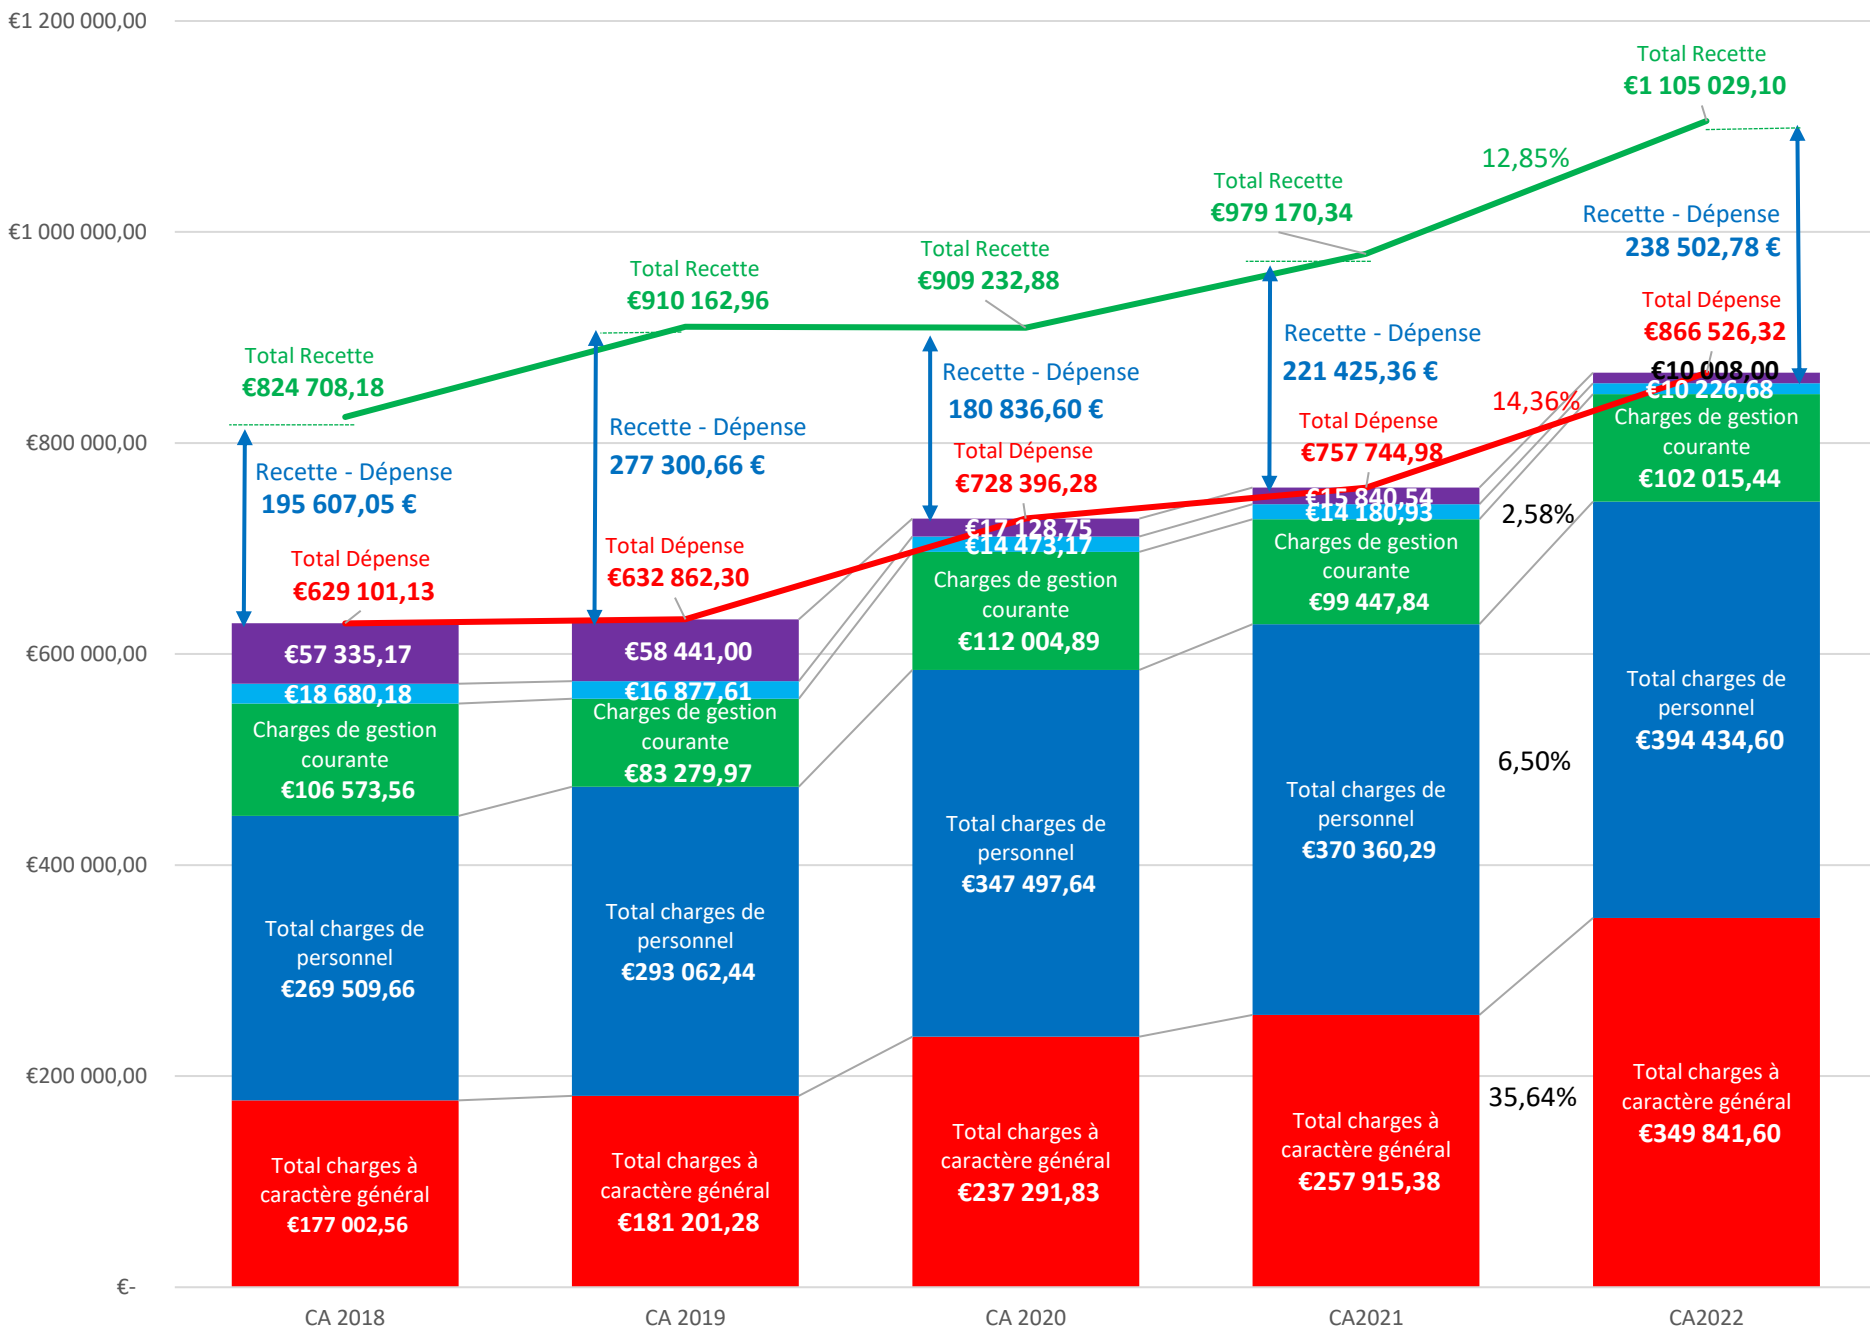 €1 200 000,00
€1 000 000,00
€800 000,00
€600 000,00
€400 000,00
€200 000,00
€-
Total Recette
€824 708,18
Recette - Dépense
195 607,05 €
Total Dépense
€629 101,13
€57 335,17
€18 680,18
Charges de gestion
courante
€106 573,56
Total charges de
personnel
€269 509,66
Total charges à
caractère général
€177 002,56
CA 2018
Total Recette
€910 162,96
Recette - Dépense
277 300,66 €
Total Dépense
€632 862,30
€58 441,00
€16 877,61
Charges de gestion
courante
€83 279,97
Total charges de
personnel
€293 062,44
Total charges à
caractère général
€181 201,28
CA 2019
Total Recette
€909 232,88
Recette - Dépense
180 836,60 €
Total Dépense
€728 396,28
€17 128,75
€14 473,17
Charges de gestion
courante
€112 004,89
Total charges de
personnel
€347 497,64
Total charges à
caractère général
€237 291,83
CA 2020
Total Recette
€979 170,34
Recette - Dépense
221 425,36 €
Total Dépense
€757 744,98
€15 840,54
€14 180,93
Charges de gestion
courante
€99 447,84
Total charges de
personnel
€370 360,29
Total charges à
caractère général
€257 915,38
CA2021
12,85%
14,36%
2,58%
6,50%
35,64%
Total Recette
€1 105 029,10
Recette - Dépense
238 502,78 €
Total Dépense
€866 526,32
€10 008,00
€10 226,68
Charges de gestion
courante
€102 015,44
Total charges de
personnel
€394 434,60
Total charges à
caractère général
€349 841,60
CA2022